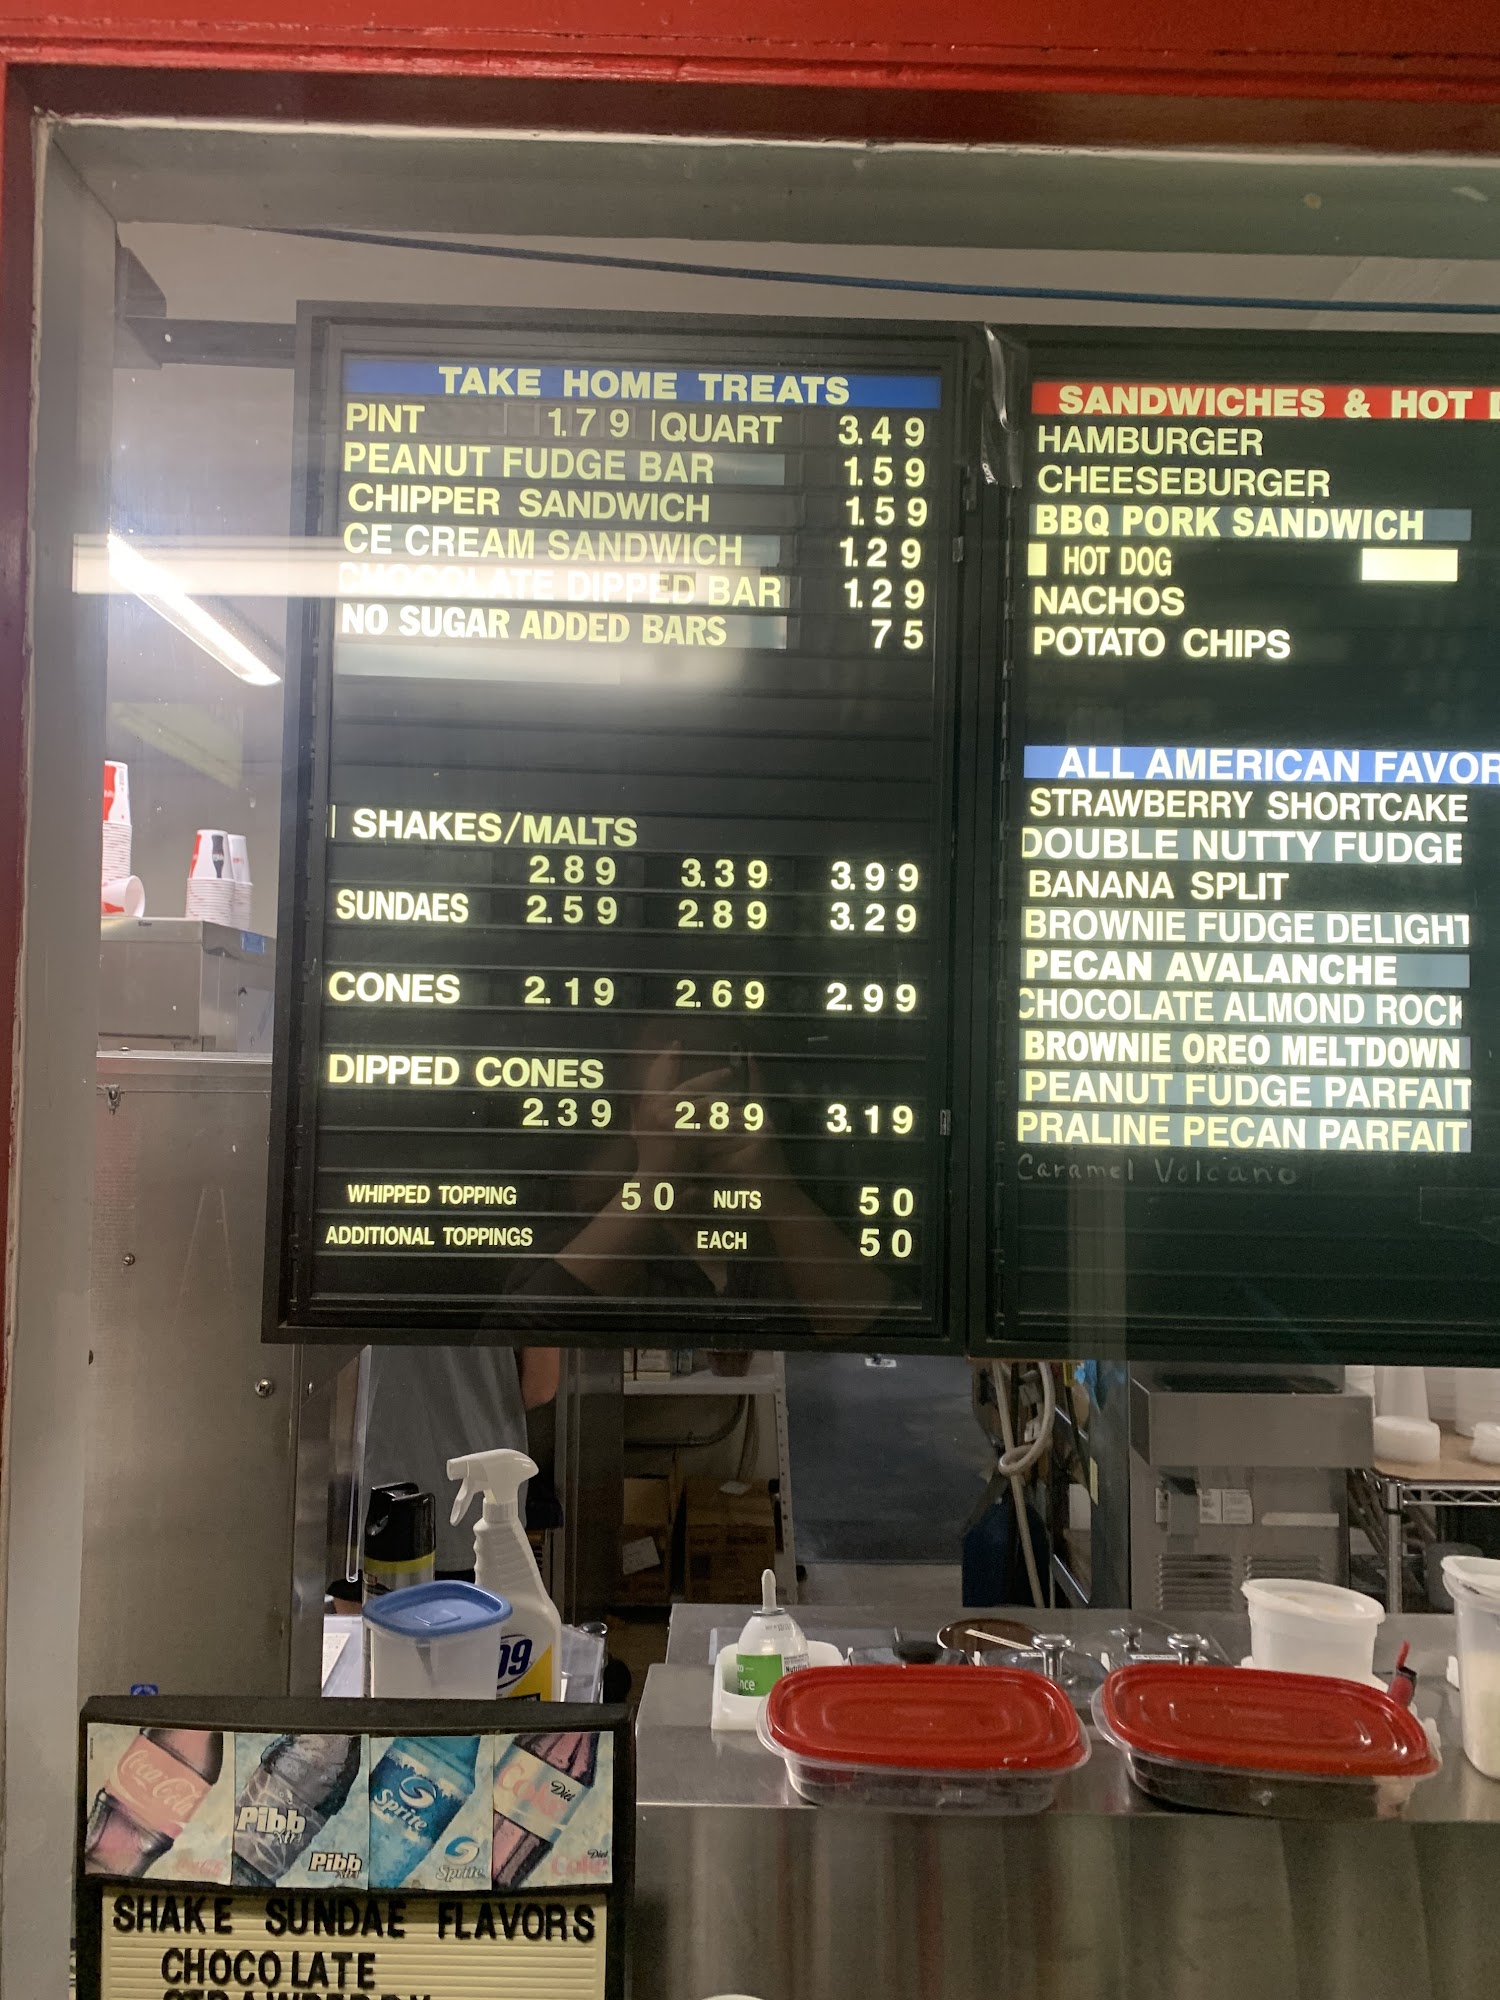 TAKE HOME TREATS
PINT 1.79 QUART 3.49
PEANUT FUDGE BAR 1.59
CHIPPER SANDWICH 1.59
CE CREAM SANDWICH 1.29
CHOCOLATE DIPPED BAR 1.29
NO SUGAR ADDED BARS 75
SHAKES/MALTS
2.89 3.39 3.99
SUNDAES 2.59 2.89 3.29
CONES 2.19 2.69 2.99
DIPPED CONES
2.39 2.89 3.19
WHIPPED TOPPING 50 NUTS 50
ADDITIONAL TOPPINGS EACH 50
SANDWICHES & HOT
HAMBURGER
CHEESEBURGER
BBQ PORK SANDWICH
HOT DOG
NACHOS
POTATO CHIPS
ALL AMERICAN FAVOR
STRAWBERRY SHORTCAKE
DOUBLE NUTTY FUDGE
BANANA SPLIT
BROWNIE FUDGE DELIGHT
PECAN AVALANCHE
CHOCOLATE ALMOND ROCK
BROWNIE OREO MELTDOWN
PEANUT FUDGE PARFAIT
PRALINE PECAN PARFAIT
Caramel Volcano
09
Coca-Cola
Pibb Xtra
Pibb Xtra
Sprite
Sprite
Diet Coke
Diet Coke
SHAKE SUNDAE FLAVORS
CHOCOLATE
STRAWBERRY